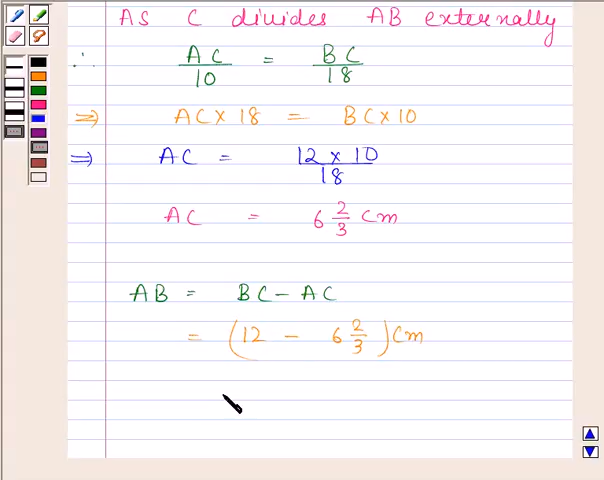 AS C divides AB externally
∴ AC/10 = BC/18
⇒ AC × 18 = BC × 10
⇒ AC = 12 × 10/18
AC = 6 2/3 Cm
AB = BC - AC
= (12 - 6 2/3) Cm